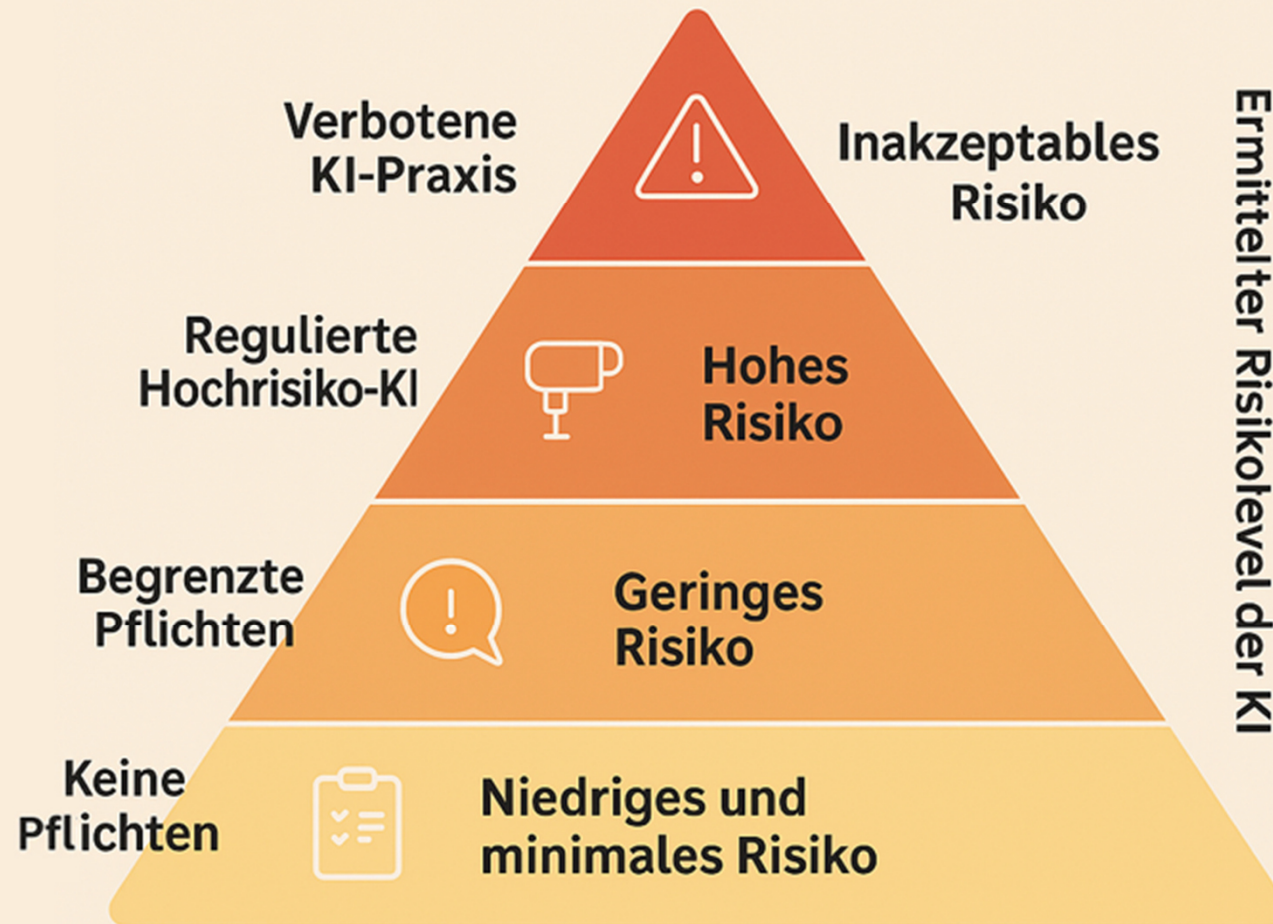 Verbotene
KI-Praxis
Inakzeptables
Risiko
Regulierte
Hochrisiko-KI
Hohes
Risiko
Begrenzte
Pflichten
Geringes
Risiko
Keine
Pflichten
Niedriges und
minimales Risiko
Ermittelter Risikolevel der KI